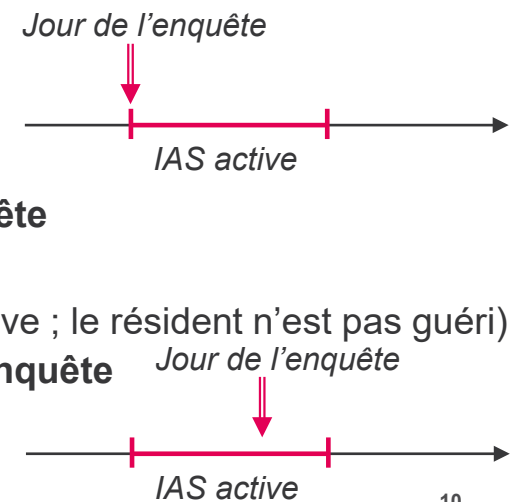 Jour de l’enquête
IAS active
ête
ve ; le résident n’est pas guéri)
nquête
Jour de l’enquête
IAS active
10